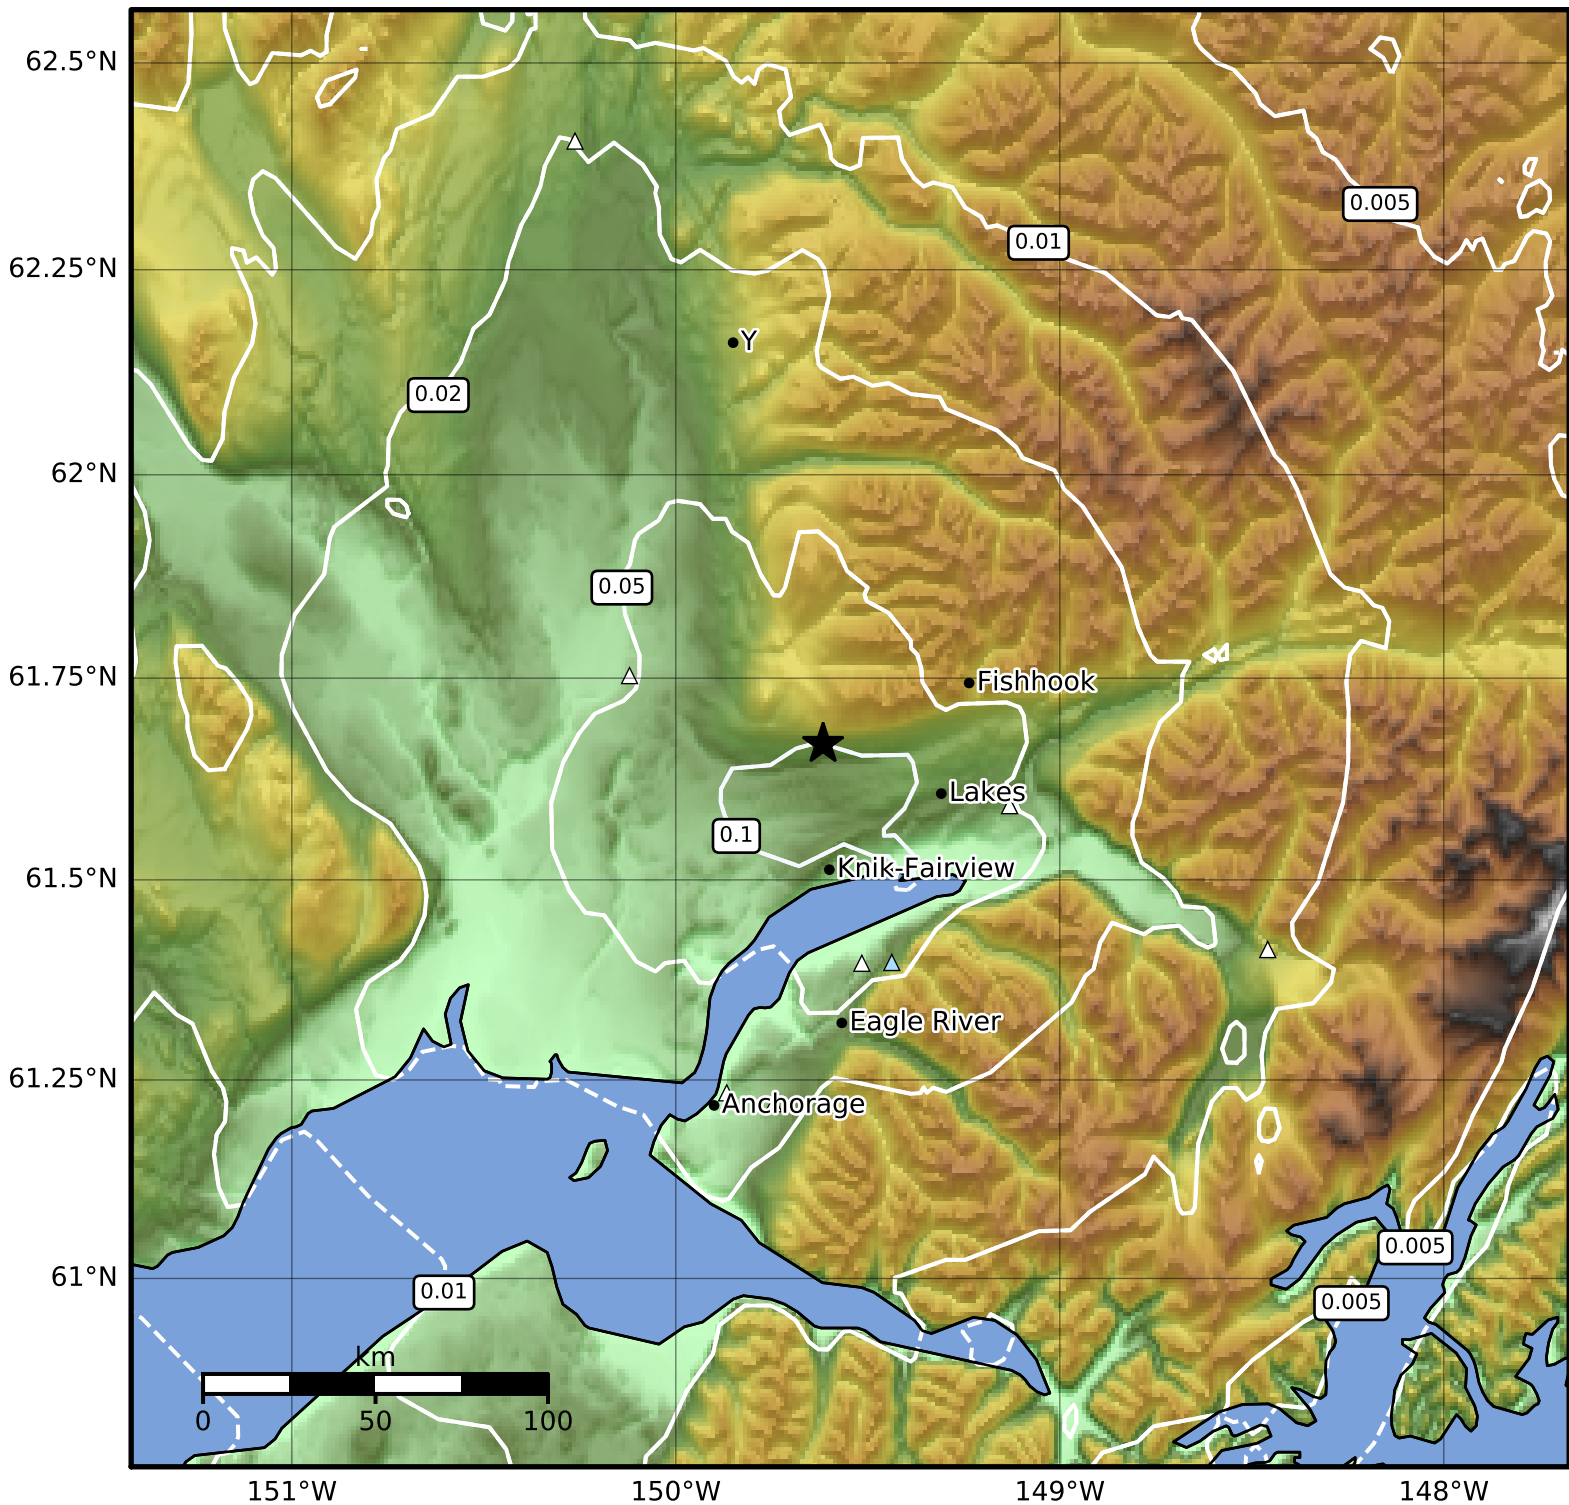 62.5°N
0.005
0.01
62.25°N
Y
0.02
62°N
0.05
61.75°N
Fishhook
Lakes
0.1
Knik-Fairview
61.5°N
Eagle River
61.25°N
Anchorage
0.005
61°N
0.01
0.005
km
0 50 100
151°W 150°W 149°W 148°W